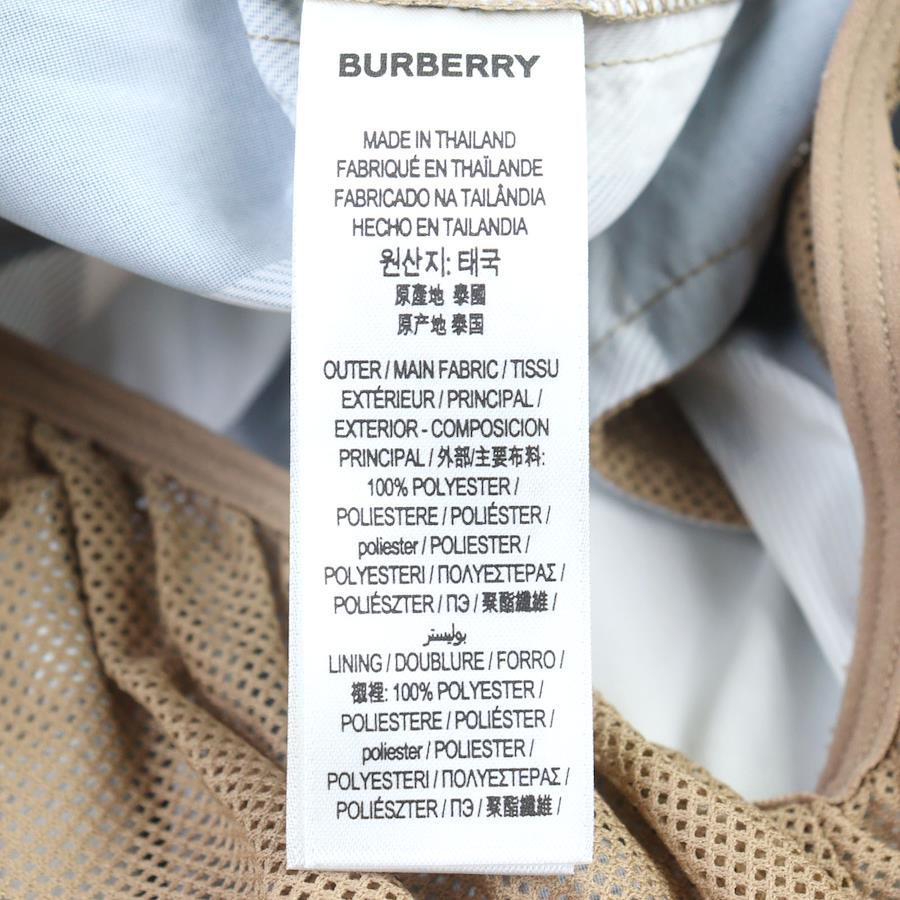 BURBERRY
MADE IN THAILAND
FABRIQUÉ EN THAÏLANDE
FABRICADO NA TAILÂNDIA
HECHO EN TAILANDIA
원산지: 태국
原產地 泰國
原产地 泰国
OUTER / MAIN FABRIC / TISSU
EXTÉRIEUR / PRINCIPAL /
EXTERIOR - COMPOSICION
PRINCIPAL / 外部/主要布料:
100% POLYESTER /
POLIESTERE / POLIÉSTER /
poliester / POLIESTER /
POLYESTERI / ΠΟΛΥΕΣΤΕΡΑΣ /
POLIÉSZTER / ПЭ / 聚酯纖維 /
بوليستر
LINING / DOUBLURE / FORRO /
襯裡: 100% POLYESTER /
POLIESTERE / POLIÉSTER /
poliester / POLIESTER /
POLYESTERI / ΠΟΛΥΕΣΤΕΡΑΣ /
POLIÉSZTER / ПЭ / 聚酯纖維 /